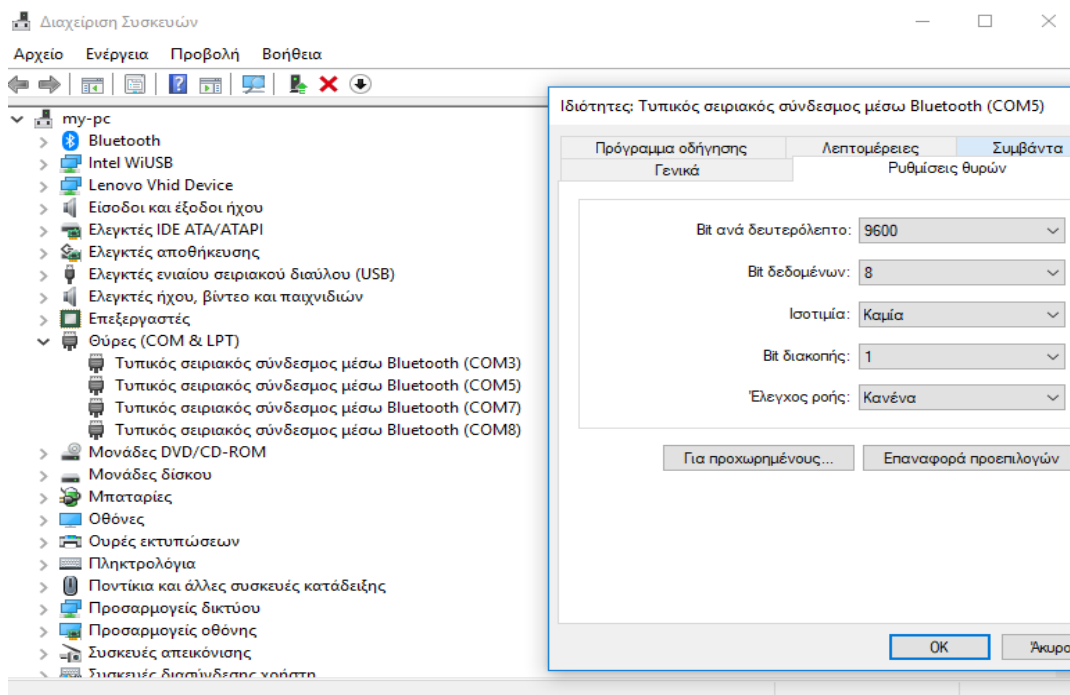 Διαχείριση Συσκευών
Αρχείο Ενέργεια Προβολή Βοήθεια
my-pc
Bluetooth
Intel WiUSB
Lenovo Vhid Device
Είσοδοι και έξοδοι ήχου
Ελεγκτές IDE ATA/ATAPI
Ελεγκτές αποθήκευσης
Ελεγκτές ενιαίου σειριακού διαύλου (USB)
Ελεγκτές ήχου, βίντεο και παιχνιδιών
Επεξεργαστές
Θύρες (COM & LPT)
Τυπικός σειριακός σύνδεσμος μέσω Bluetooth (COM3)
Τυπικός σειριακός σύνδεσμος μέσω Bluetooth (COM5)
Τυπικός σειριακός σύνδεσμος μέσω Bluetooth (COM7)
Τυπικός σειριακός σύνδεσμος μέσω Bluetooth (COM8)
Μονάδες DVD/CD-ROM
Μονάδες δίσκου
Μπαταρίες
Οθόνες
Ουρές εκτυπώσεων
Πληκτρολόγια
Ποντίκια και άλλες συσκευές κατάδειξης
Προσαρμογείς δικτύου
Προσαρμογείς οθόνης
Συσκευές απεικόνισης
Συσκευές διασύνδεσης χρήστη
Ιδιότητες: Τυπικός σειριακός σύνδεσμος μέσω Bluetooth (COM5)
Πρόγραμμα οδήγησης Λεπτομέρειες Συμβάντα
Γενικά Ρυθμίσεις θυρών
Bit ανά δευτερόλεπτο: 9600
Bit δεδομένων: 8
Ισοτιμία: Καμία
Bit διακοπής: 1
Έλεγχος ροής: Κανένα
Για προχωρημένους... Επαναφορά προεπιλογών
OK Άκυρο